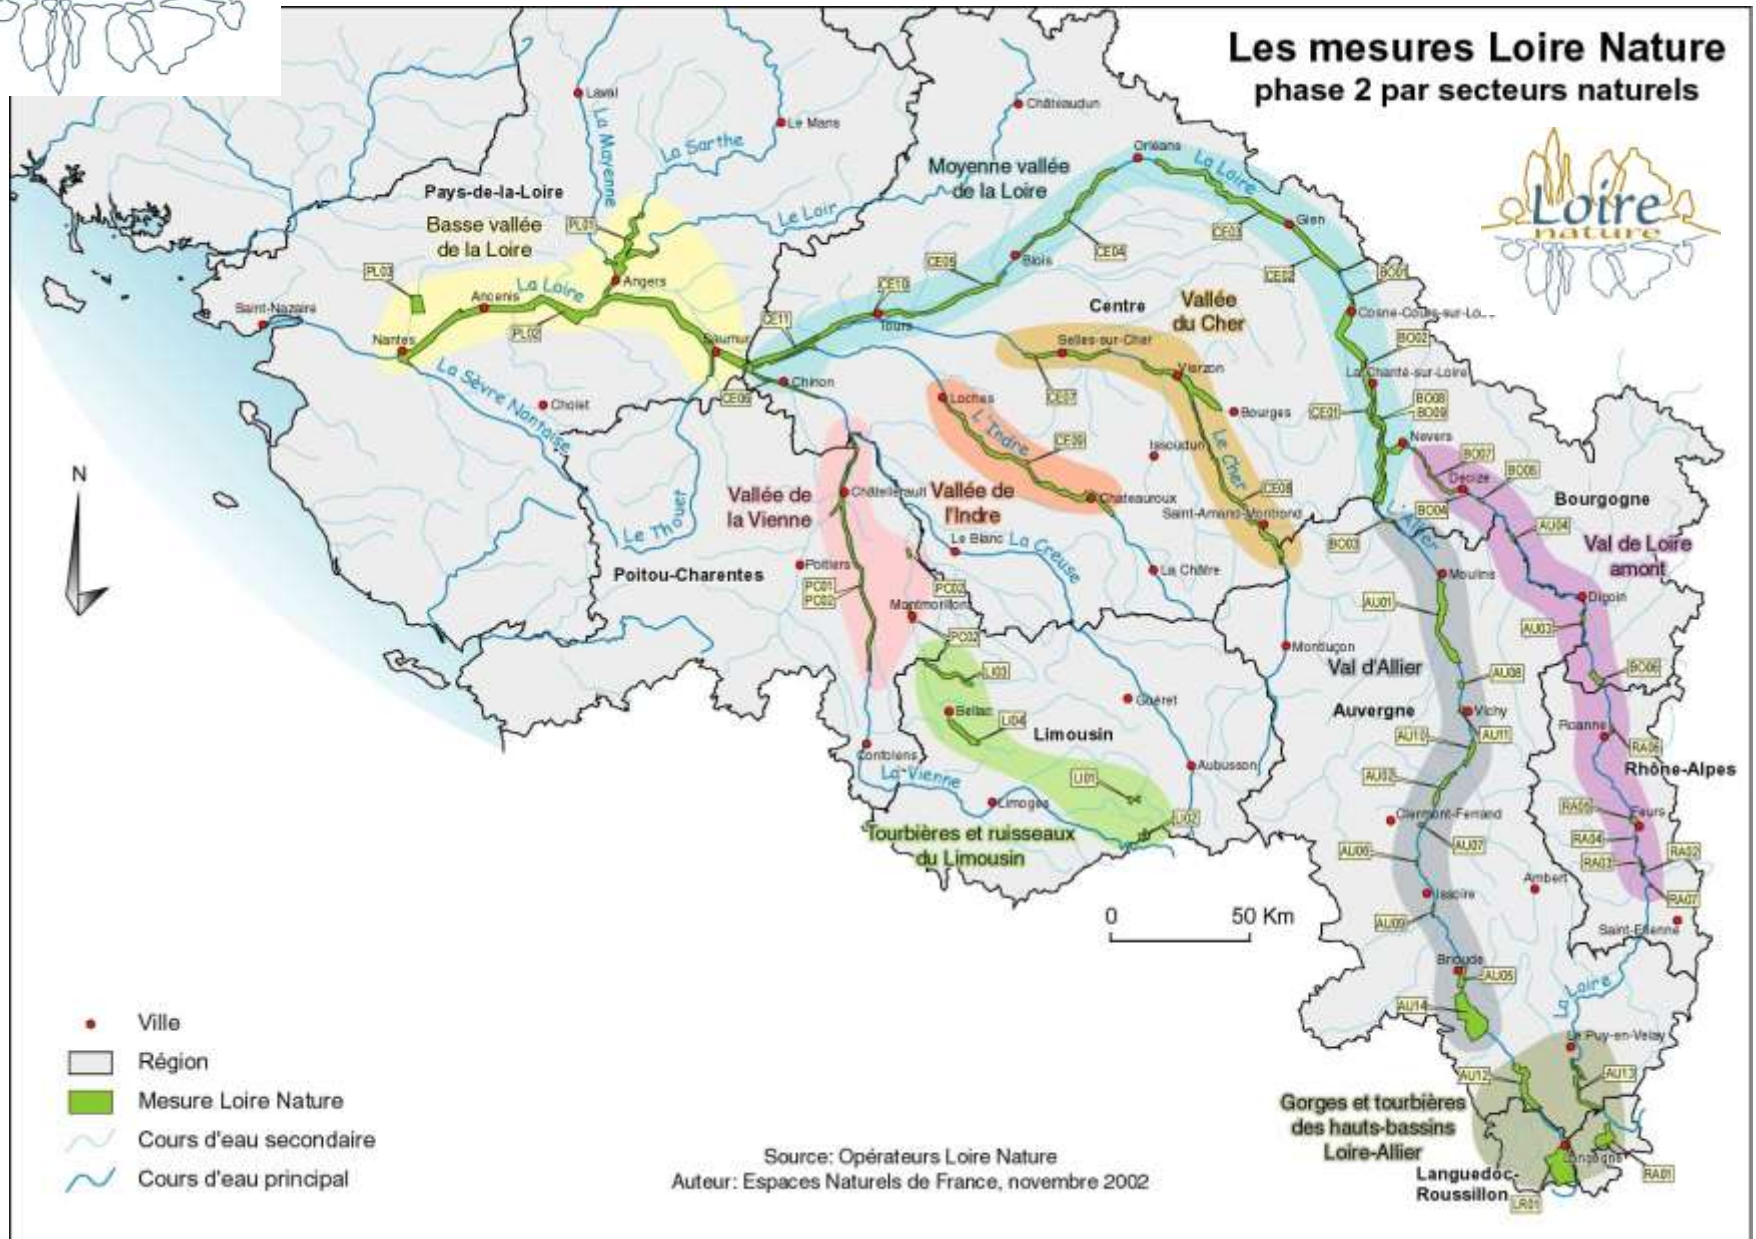 Les mesures Loire Nature
phase 2 par secteurs naturels
Loire
nature
Laval
La Mayenne
Le Mans
La Sarthe
Châteaudun
Orléans
La Loire
Moyenne vallée
de la Loire
Pays-de-la-Loire
Basse vallée
de la Loire
PL01
Le Loir
Gien
CE03
CE04
Blois
CE05
CE02
BO01
PL03
Angers
La Loire
Ancenis
CE10
Centre
Vallée
du Cher
Saint-Nazaire
PL02
CE11
Tours
Nantes
Saumur
Selles-sur-Cher
BO02
Vierzon
La Charité-sur-Loire
La Sèvre Nantaise
Cholet
Chinon
CE06
Loches
CE07
Bourges
CE01
BO08
BO09
L'Indre
CE09
Issoudun
Le Cher
Nevers
BO07
BO05
Decize
Bourgogne
N
Vallée de
la Vienne
Châtellerault
Vallée de
l'Indre
Chateauroux
CE08
Saint-Amand-Montrond
BO04
L'Allier
AU04
BO03
Val de Loire
amont
Le Thouet
Le Blanc
La Creuse
La Châtre
Poitou-Charentes
Poitiers
PC01
PC02
PC02
Montmorillon
PC02
Moulins
AU01
Digoin
AU03
Montluçon
Val d'Allier
BO06
LI03
AU08
Bellac
LI04
Guéret
Limousin
Auvergne
Vichy
AU10
AU11
Roanne
RA06
Rhône-Alpes
Confolens
La Vienne
LI01
Aubusson
AU02
Limoges
LI02
Clermont-Ferrand
RA05
Feurs
Tourbières et ruisseaux
du Limousin
AU06
AU07
RA04
RA03
RA02
Ambert
Issoire
RA07
0 50 Km
AU09
Saint-Etienne
Brioude
AU05
La Loire
AU14
Le Puy-en-Velay
AU12
AU13
Gorges et tourbières
des hauts-bassins
Loire-Allier
Langogne
Languedoc-
Roussillon
RA01
LR01
Ville
Région
Mesure Loire Nature
Cours d'eau secondaire
Cours d'eau principal
Source: Opérateurs Loire Nature
Auteur: Espaces Naturels de France, novembre 2002